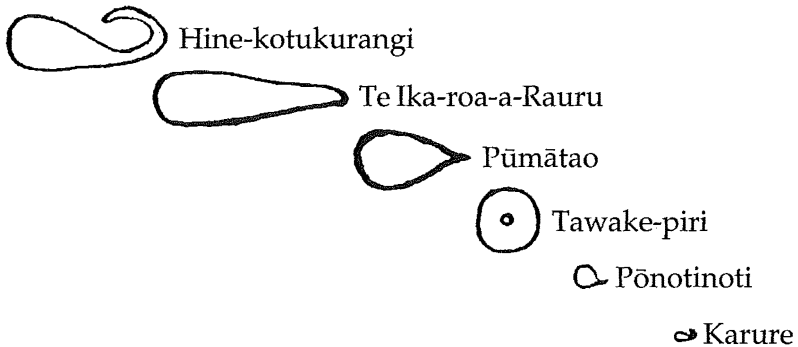 Hine-kotukurangi
Te Ika-roa-a-Rauru
Pūmātao
Tawake-piri
Pōnotinoti
Karure